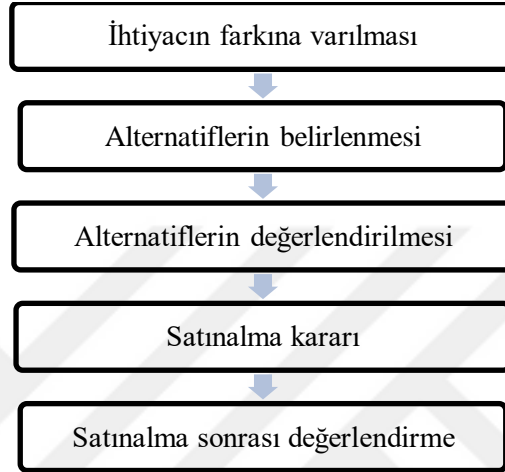 İhtiyacın farkına varılması
Alternatiflerin belirlenmesi
Alternatiflerin değerlendirilmesi
Satınalma kararı
Satınalma sonrası değerlendirme